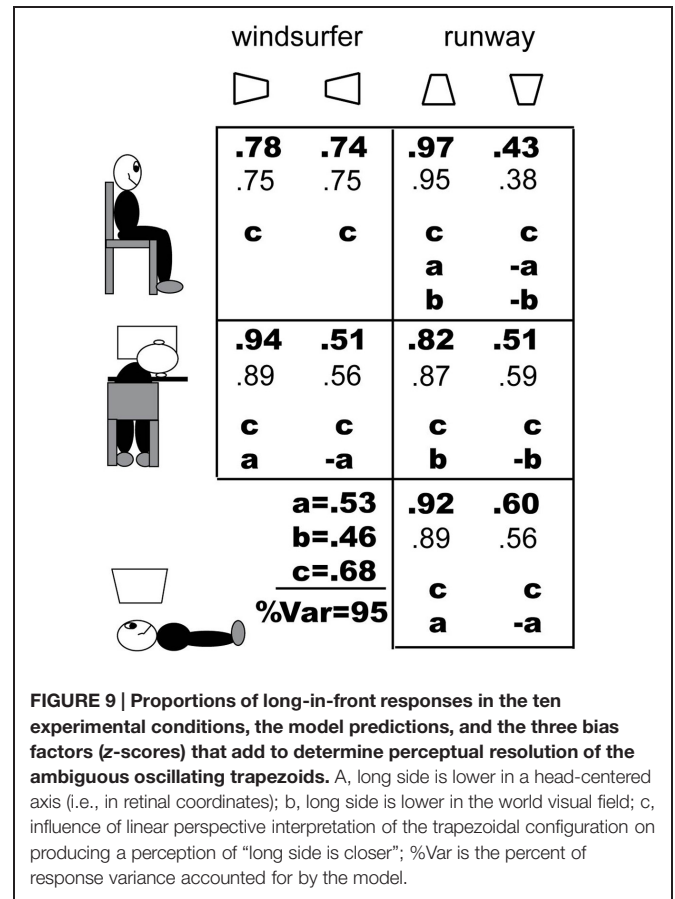 windsurfer runway
.78 .74 .97 .43
.75 .75 .95 .38
c c c c
a -a
b -b
.94 .51 .82 .51
.89 .56 .87 .59
c c c c
a -a b -b
a=.53 .92 .60
b=.46 .89 .56
c=.68 c c
%Var=95 a -a
FIGURE 9 | Proportions of long-in-front responses in the ten
experimental conditions, the model predictions, and the three bias
factors (z-scores) that add to determine perceptual resolution of the
ambiguous oscillating trapezoids. A, long side is lower in a head-centered
axis (i.e., in retinal coordinates); b, long side is lower in the world visual field; c,
influence of linear perspective interpretation of the trapezoidal configuration on
producing a perception of “long side is closer”; %Var is the percent of
response variance accounted for by the model.